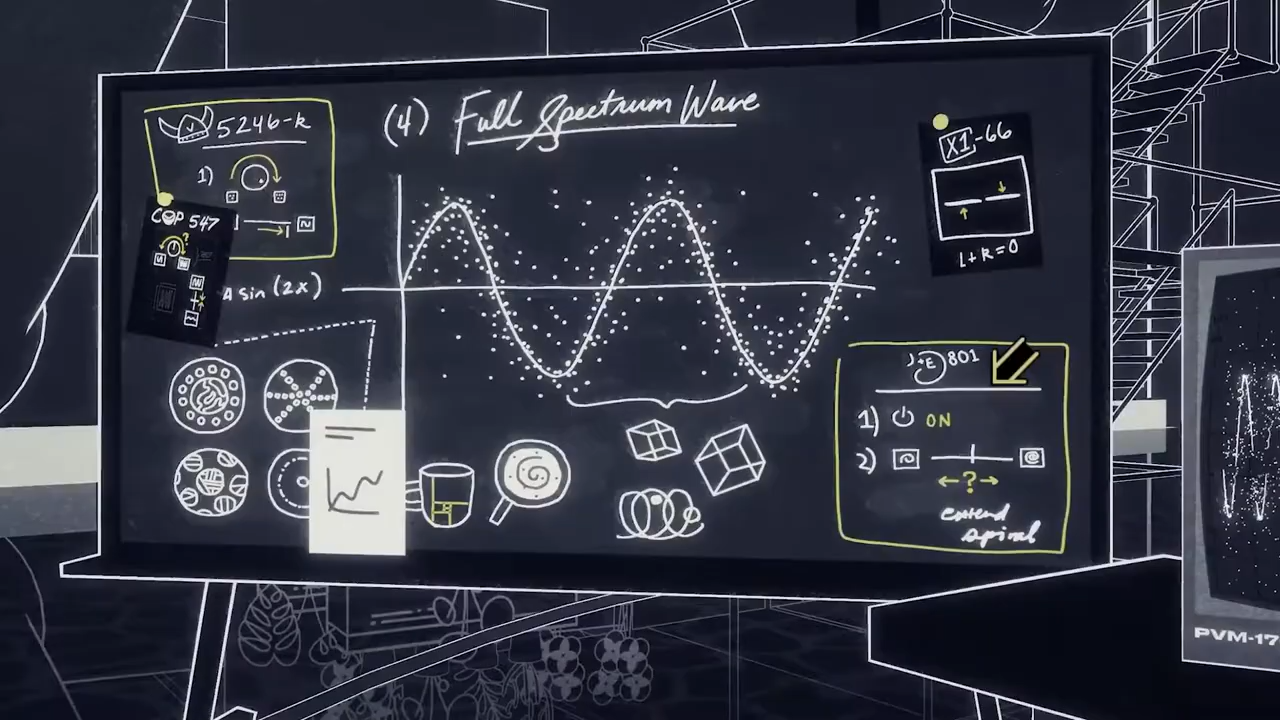 5246-k
1)
(4) Full Spectrum Wave
X1-66
L+R=0
547
?
A sin (2x)
E 801
1) ON
2)
?
extend
spiral
PVM-17